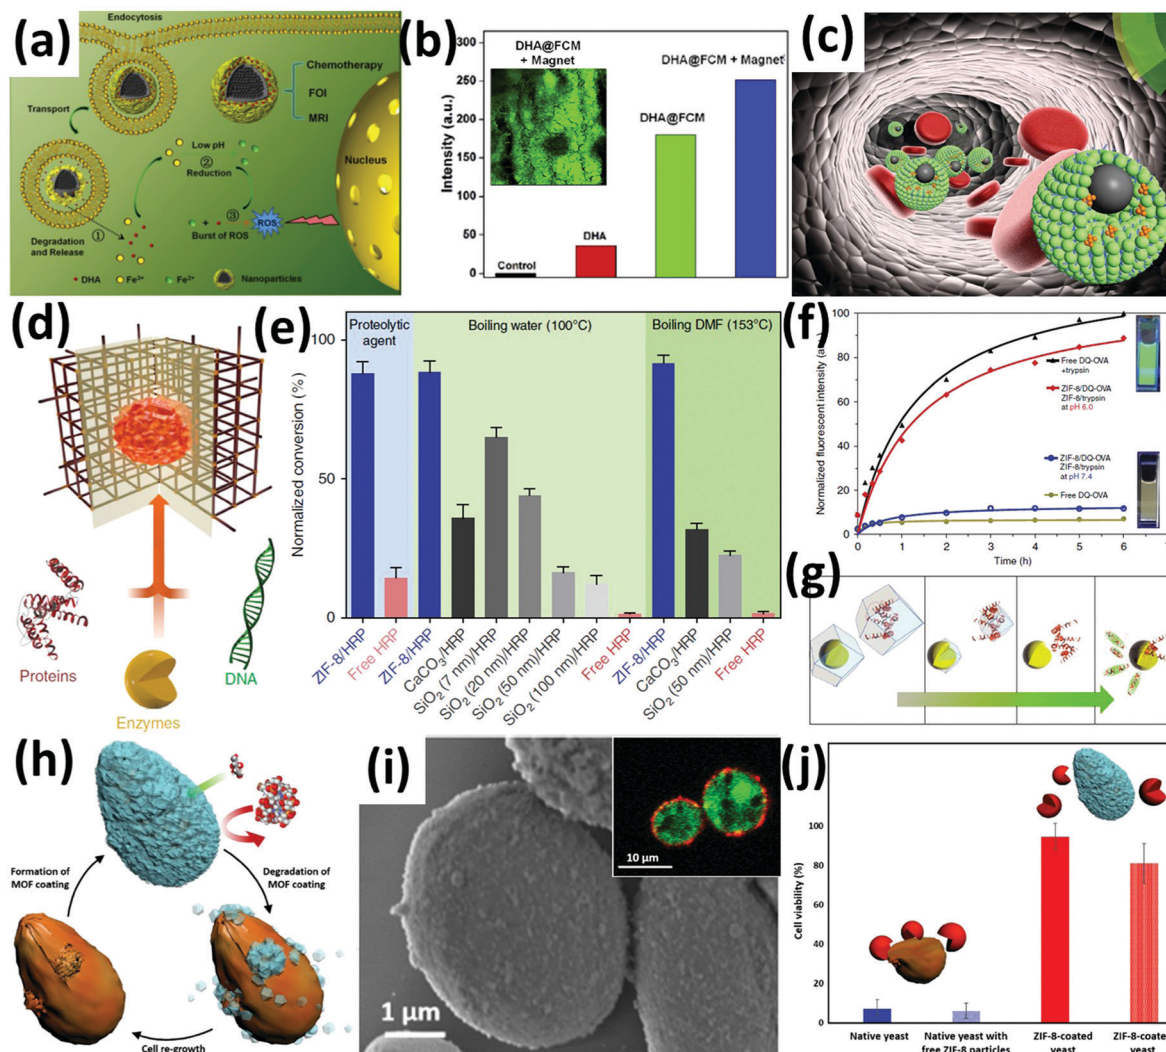 (a)
Endocytosis
Chemotherapy
FOI
MRI
Transport
Low pH
②
Reduction
Nucleus
①
③
ROS
Burst of ROS
Degradation
and Release
DHA
Fe³⁺
Fe²⁺
Nanoparticles
(b)
300
250
200
150
100
50
0
Intensity (a.u.)
DHA@FCM
+ Magnet
DHA@FCM + Magnet
DHA@FCM
DHA
Control
(c)
(d)
Proteins
Enzymes
DNA
(e)
Normalized conversion (%)
100
50
0
Proteolytic
agent
Boiling water (100°C)
Boiling DMF (153°C)
ZIF-8/HRP
Free HRP
ZIF-8/HRP
CaCO₃/HRP
SiO₂ (7 nm)/HRP
SiO₂ (20 nm)/HRP
SiO₂ (50 nm)/HRP
SiO₂ (100 nm)/HRP
Free HRP
ZIF-8/HRP
CaCO₃/HRP
SiO₂ (50 nm)/HRP
Free HRP
(f)
Normalized fluorescent intensity (a.u.)
100
80
60
40
20
0
0
1
2
3
4
5
6
Time (h)
Free DQ-OVA
+trypsin
ZIF-8/DQ-OVA
ZIF-8/trypsin
at pH 6.0
ZIF-8/DQ-OVA
ZIF-8/trypsin
at pH 7.4
Free DQ-OVA
(g)
(h)
Formation of
MOF coating
Degradation of
MOF coating
Cell re-growth
(i)
10 µm
1 µm
(j)
Cell viability (%)
100
80
60
40
20
0
Native yeast
Native yeast with
free ZIF-8 particles
ZIF-8-coated
yeast
ZIF-8-coate
yeast